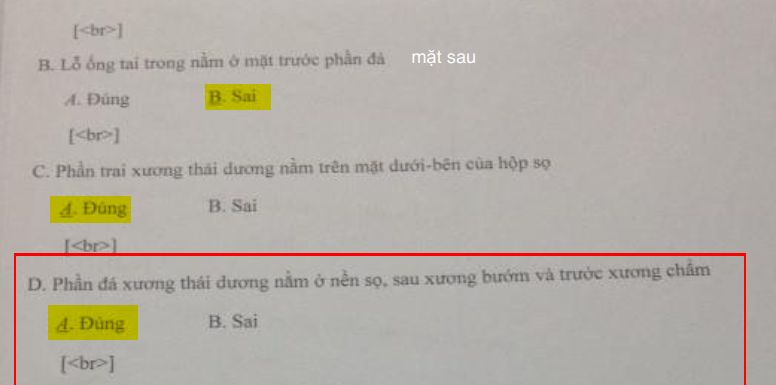 [<br>]
B. Lỗ ống tai trong nằm ở mặt trước phần đá mặt sau
A. Đúng B. Sai
[<br>]
C. Phần trai xương thái dương nằm trên mặt dưới-bên của hộp sọ
A. Đúng B. Sai
[<br>]
D. Phần đá xương thái dương nằm ở nền sọ, sau xương bướm và trước xương chẩm
A. Đúng B. Sai
[<br>]